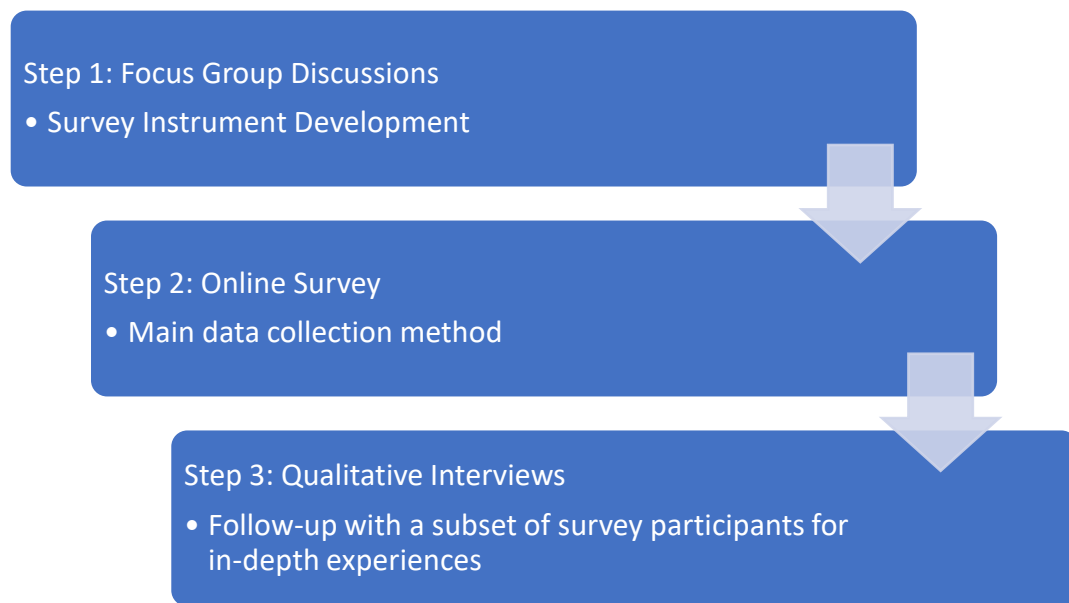 Step 1: Focus Group Discussions
• Survey Instrument Development
Step 2: Online Survey
• Main data collection method
Step 3: Qualitative Interviews
• Follow-up with a subset of survey participants for
in-depth experiences